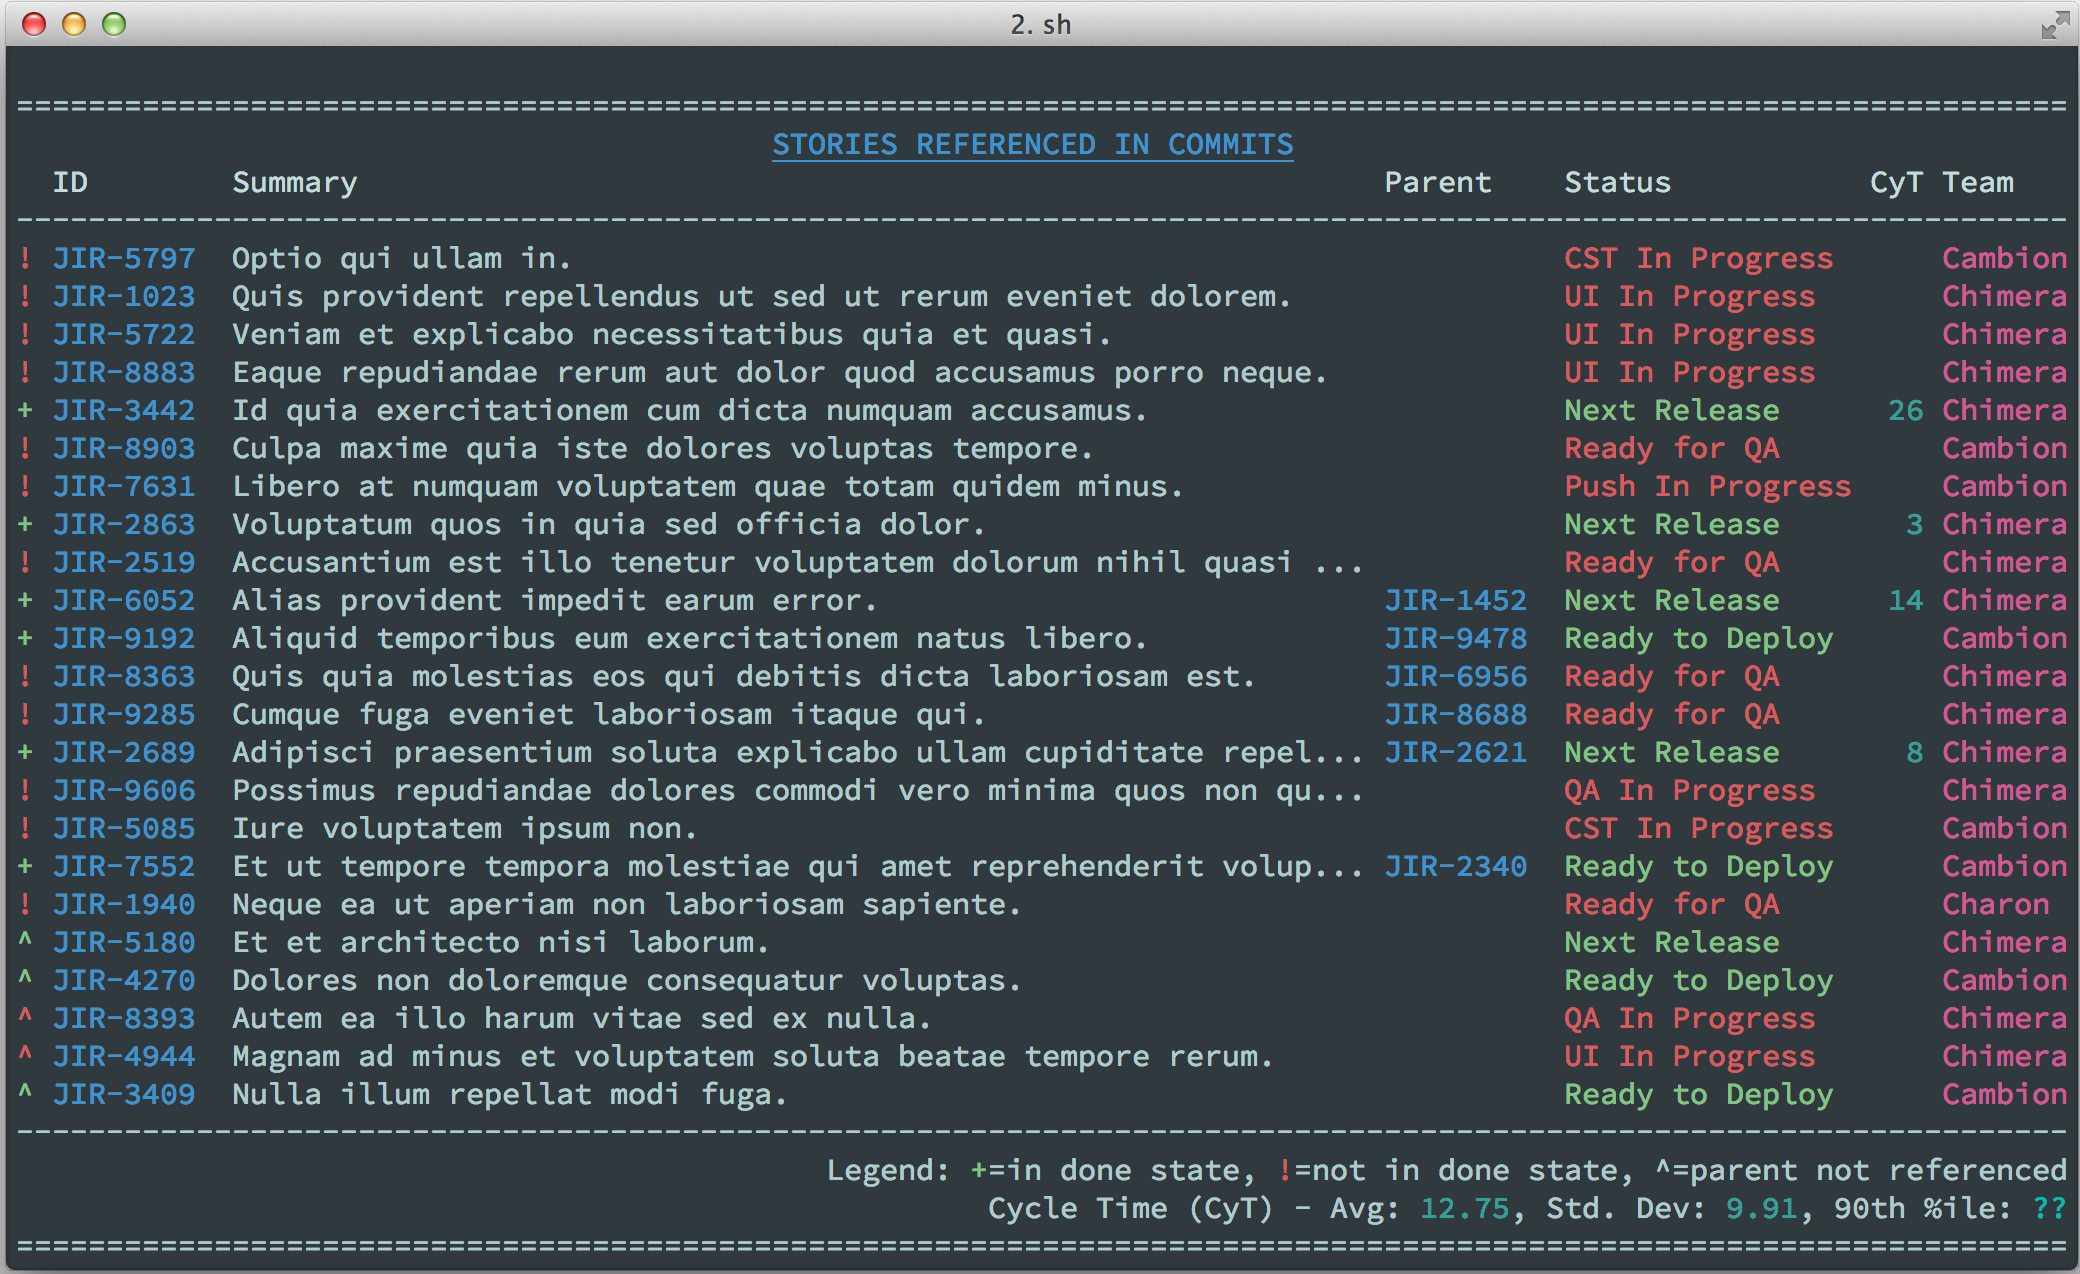 2. sh
==================================================================================================================
STORIES REFERENCED IN COMMITS
ID Summary Parent Status CyT Team
------------------------------------------------------------------------------------------------------------------
! JIR-5797 Optio qui ullam in. CST In Progress Cambion
! JIR-1023 Quis provident repellendus ut sed ut rerum eveniet dolorem. UI In Progress Chimera
! JIR-5722 Veniam et explicabo necessitatibus quia et quasi. UI In Progress Chimera
! JIR-8883 Eaque repudiandae rerum aut dolor quod accusamus porro neque. UI In Progress Chimera
+ JIR-3442 Id quia exercitationem cum dicta numquam accusamus. Next Release 26 Chimera
! JIR-8903 Culpa maxime quia iste dolores voluptas tempore. Ready for QA Cambion
! JIR-7631 Libero at numquam voluptatem quae totam quidem minus. Push In Progress Cambion
+ JIR-2863 Voluptatum quos in quia sed officia dolor. Next Release 3 Chimera
! JIR-2519 Accusantium est illo tenetur voluptatem dolorum nihil quasi ... Ready for QA Chimera
+ JIR-6052 Alias provident impedit earum error. JIR-1452 Next Release 14 Chimera
+ JIR-9192 Aliquid temporibus eum exercitationem natus libero. JIR-9478 Ready to Deploy Cambion
! JIR-8363 Quis quia molestias eos qui debitis dicta laboriosam est. JIR-6956 Ready for QA Chimera
! JIR-9285 Cumque fuga eveniet laboriosam itaque qui. JIR-8688 Ready for QA Chimera
+ JIR-2689 Adipisci praesentium soluta explicabo ullam cupiditate repel... JIR-2621 Next Release 8 Chimera
! JIR-9606 Possimus repudiandae dolores commodi vero minima quos non qu... QA In Progress Chimera
! JIR-5085 Iure voluptatem ipsum non. CST In Progress Cambion
+ JIR-7552 Et ut tempore tempora molestiae qui amet reprehenderit volup... JIR-2340 Ready to Deploy Cambion
! JIR-1940 Neque ea ut aperiam non laboriosam sapiente. Ready for QA Charon
^ JIR-5180 Et et architecto nisi laborum. Next Release Chimera
^ JIR-4270 Dolores non doloremque consequatur voluptas. Ready to Deploy Cambion
^ JIR-8393 Autem ea illo harum vitae sed ex nulla. QA In Progress Chimera
^ JIR-4944 Magnam ad minus et voluptatem soluta beatae tempore rerum. UI In Progress Chimera
^ JIR-3409 Nulla illum repellat modi fuga. Ready to Deploy Cambion
------------------------------------------------------------------------------------------------------------------
Legend: +=in done state, !=not in done state, ^=parent not referenced
Cycle Time (CyT) - Avg: 12.75, Std. Dev: 9.91, 90th %ile: ??
==================================================================================================================